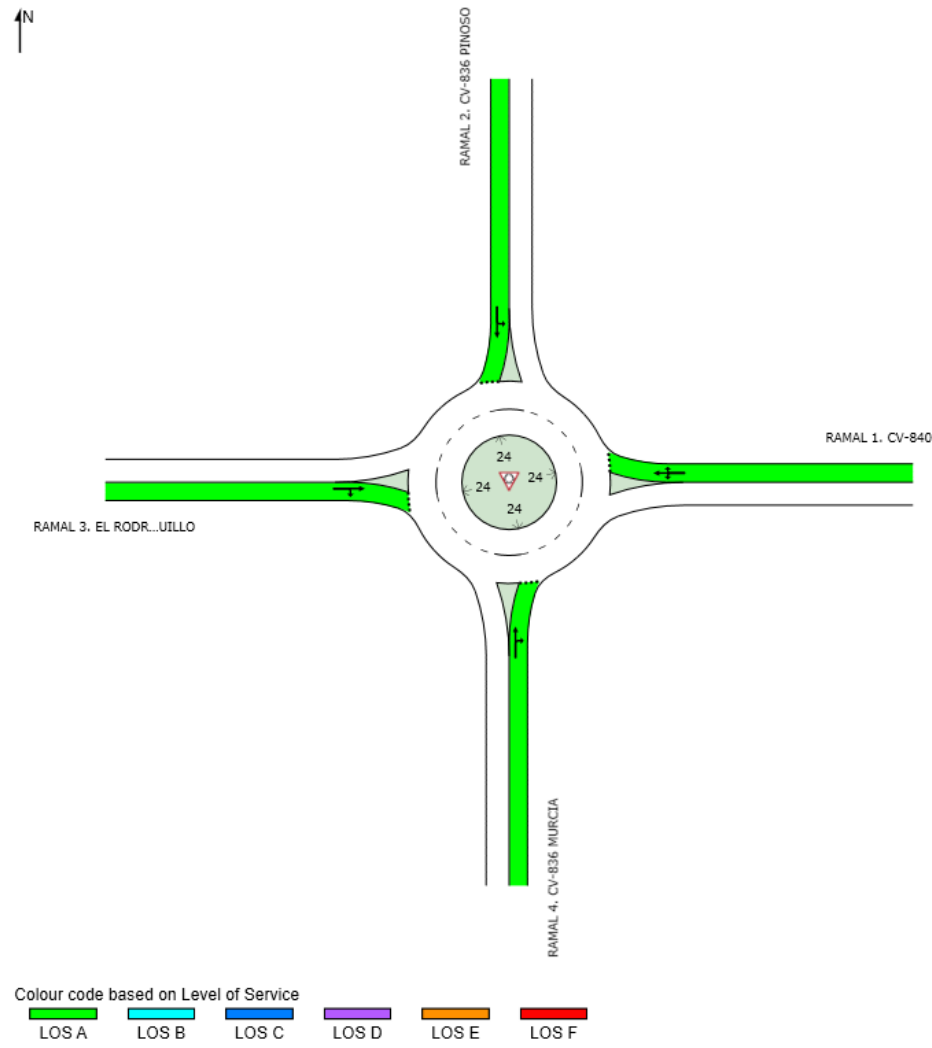 N
RAMAL 2. CV-836 PINOSO
RAMAL 1. CV-840
24
24
24
24
RAMAL 3. EL RODR...UILLO
RAMAL 4. CV-836 MURCIA
Colour code based on Level of Service
LOS A
LOS B
LOS C
LOS D
LOS E
LOS F